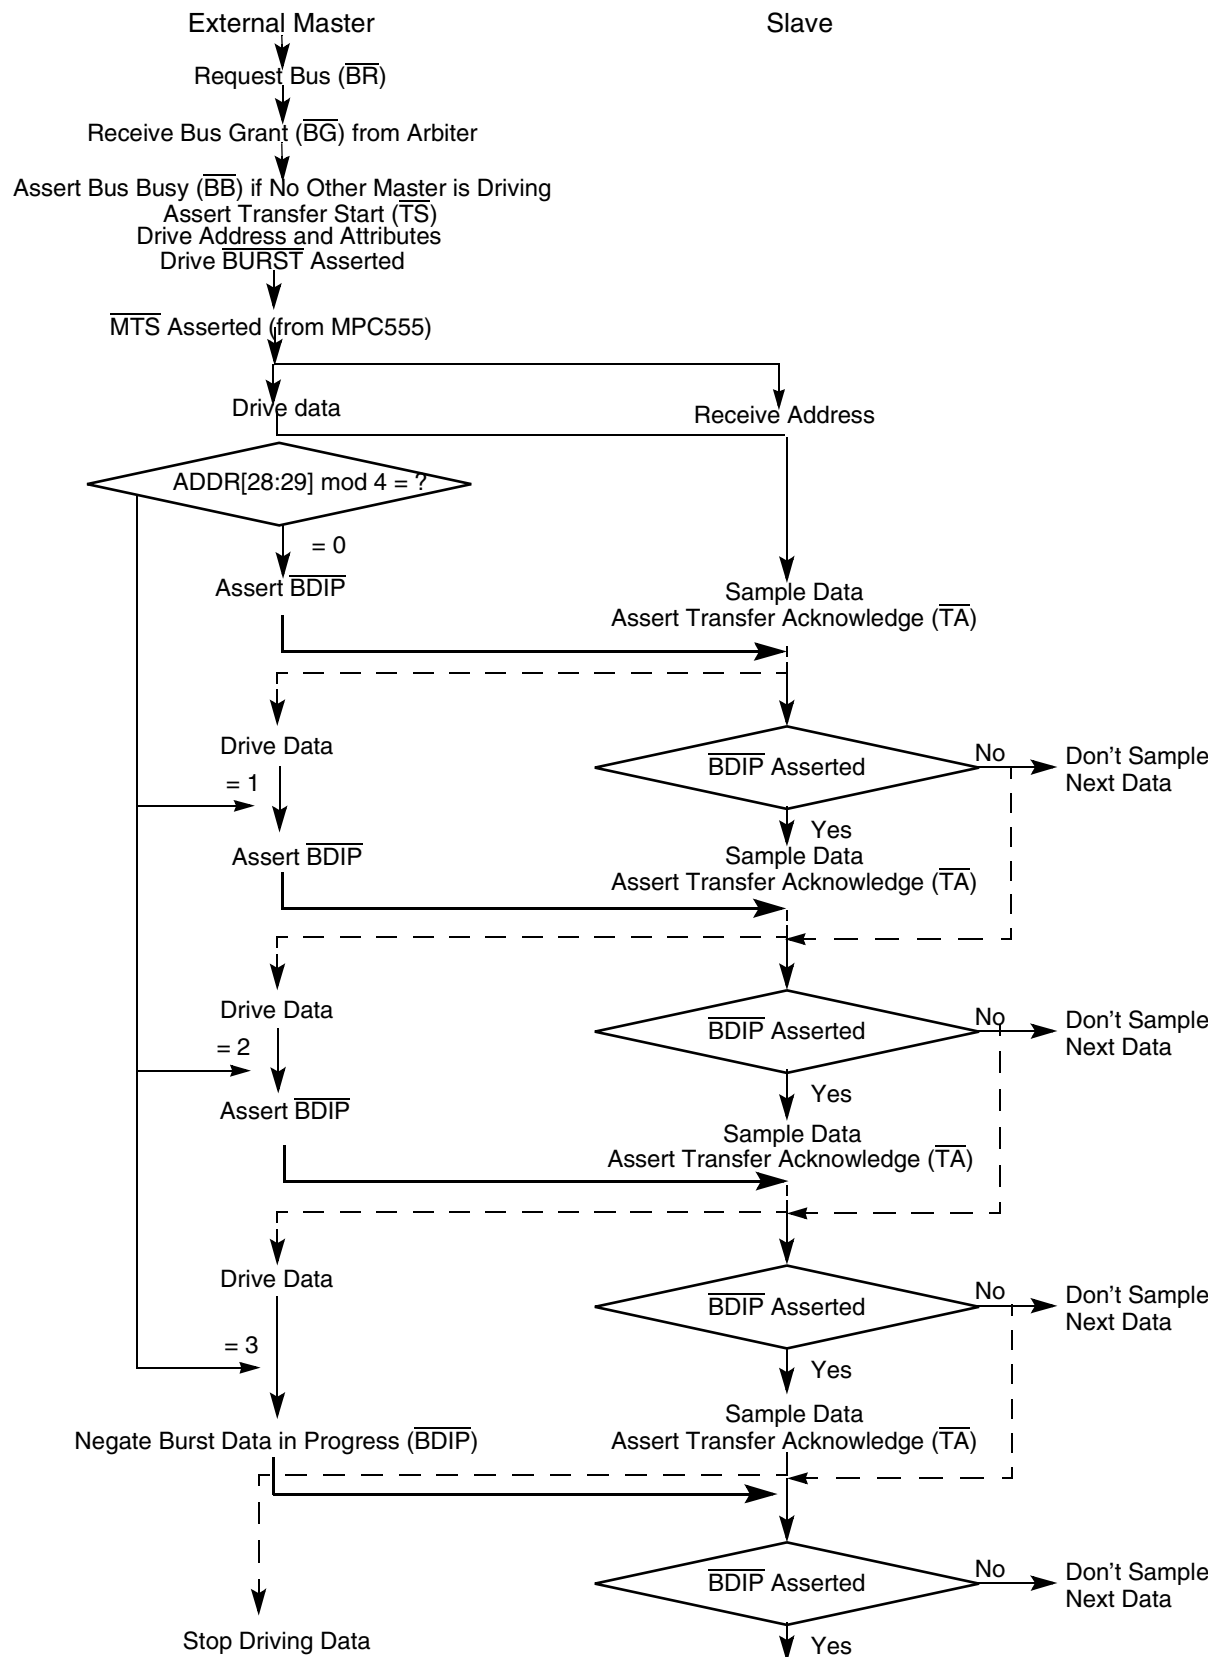 External Master
Slave
Request Bus (BR)
Receive Bus Grant (BG) from Arbiter
Assert Bus Busy (BB) if No Other Master is Driving
Assert Transfer Start (TS)
Drive Address and Attributes
Drive BURST Asserted
MTS Asserted (from MPC555)
Drive data
Receive Address
ADDR[28:29] mod 4 = ?
= 0
Assert BDIP
Sample Data
Assert Transfer Acknowledge (TA)
Drive Data
BDIP Asserted
No
Don't Sample
Next Data
= 1
Yes
Assert BDIP
Sample Data
Assert Transfer Acknowledge (TA)
Drive Data
BDIP Asserted
No
Don't Sample
Next Data
= 2
Yes
Assert BDIP
Sample Data
Assert Transfer Acknowledge (TA)
Drive Data
BDIP Asserted
No
Don't Sample
Next Data
= 3
Yes
Negate Burst Data in Progress (BDIP)
Sample Data
Assert Transfer Acknowledge (TA)
BDIP Asserted
No
Don't Sample
Next Data
Stop Driving Data
Yes